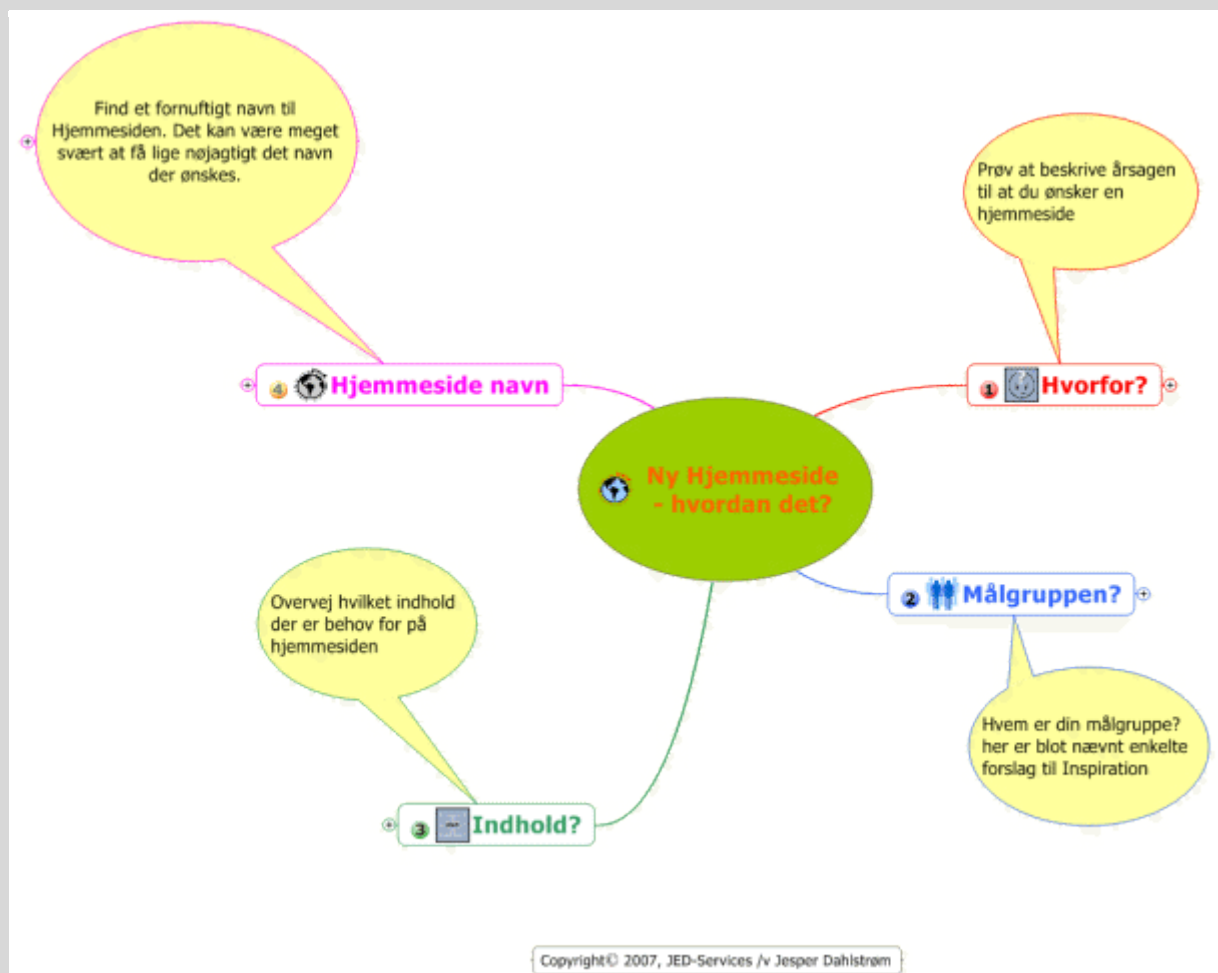 Find et fornuftigt navn til
Hjemmesiden. Det kan være meget
svært at få lige nøjagtigt det navn
der ønskes.
Prøv at beskrive årsagen
til at du ønsker en
hjemmeside
4 Hjemmeside navn
1 Hvorfor?
Ny Hjemmeside
- hvordan det?
2 Målgruppen?
Overvej hvilket indhold
der er behov for på
hjemmesiden
Hvem er din målgruppe?
her er blot nævnt enkelte
forslag til Inspiration
3 Indhold?
Copyright© 2007, JED-Services /v Jesper Dahlstrøm